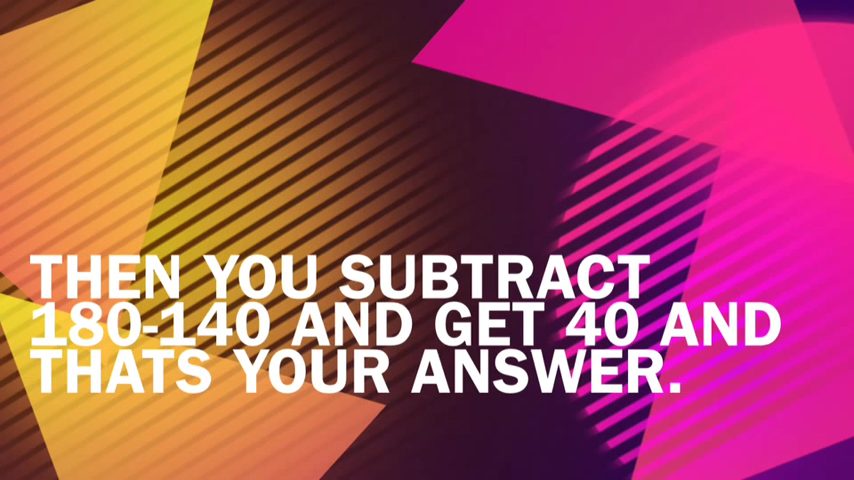 THEN YOU SUBTRACT
180-140 AND GET 40 AND
THATS YOUR ANSWER.